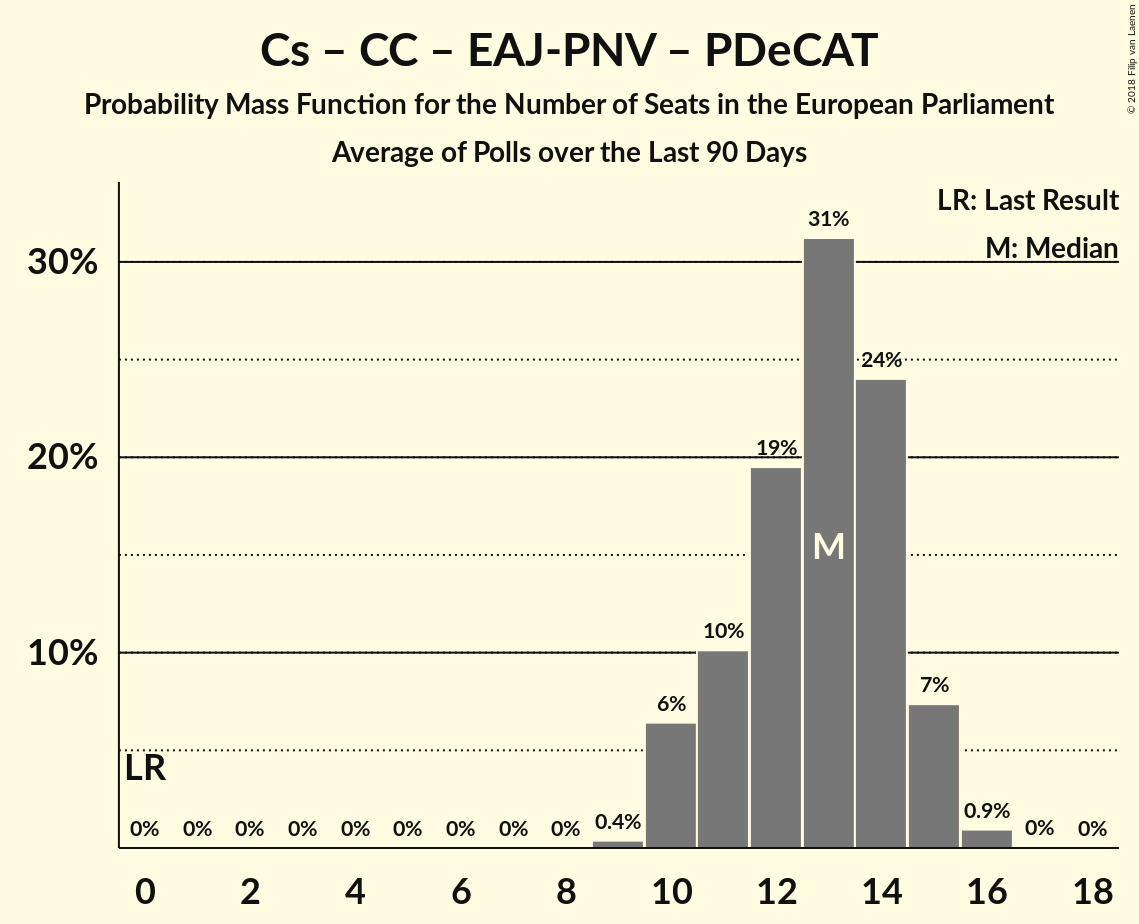 Cs – CC – EAJ-PNV – PDeCAT
Probability Mass Function for the Number of Seats in the European Parliament
Average of Polls over the Last 90 Days
© 2018 Filip van Laenen
LR: Last Result
M: Median
30%
20%
10%
31%
24%
19%
M
10%
7%
6%
LR
0% 0% 0% 0% 0% 0% 0% 0% 0% 0.4% 0.9% 0% 0%
0 2 4 6 8 10 12 14 16 18